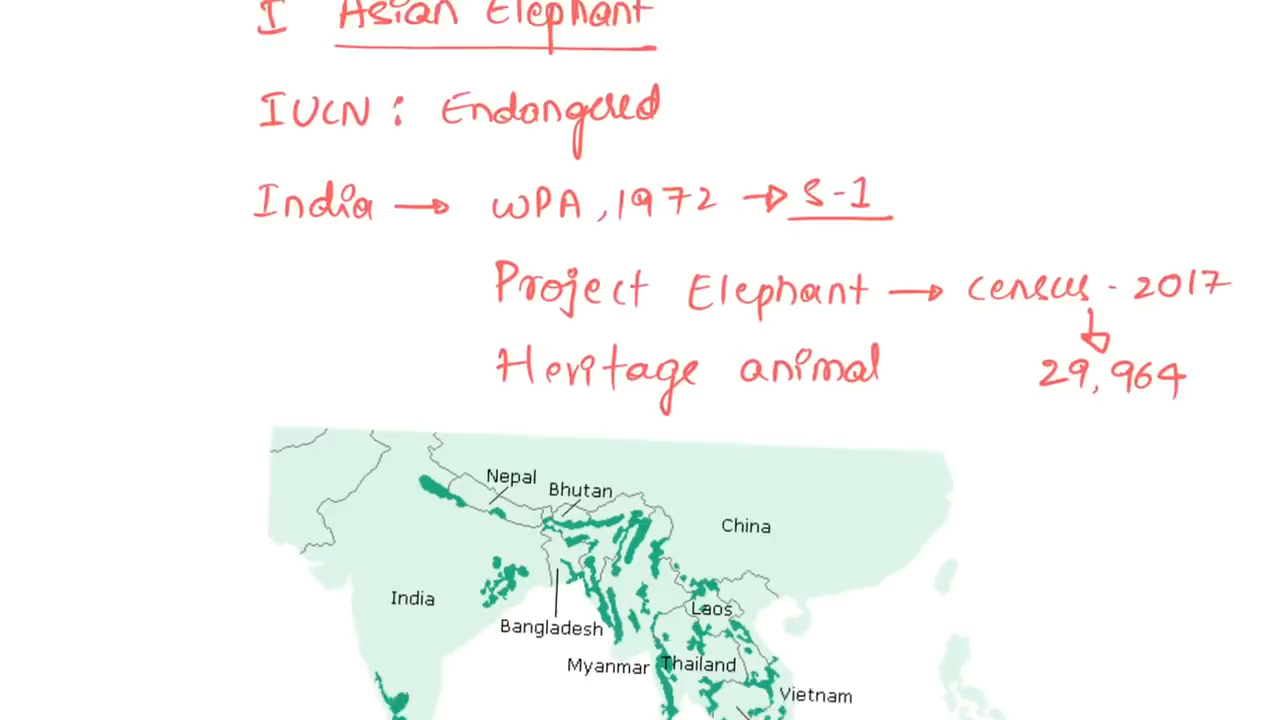 I Asian Elephant
IUCN : Endangered
India → WPA, 1972 → S-1
Project Elephant → census - 2017
↓
Heritage animal 29,964
Nepal
Bhutan
China
India
Laos
Bangladesh
Myanmar Thailand
Vietnam